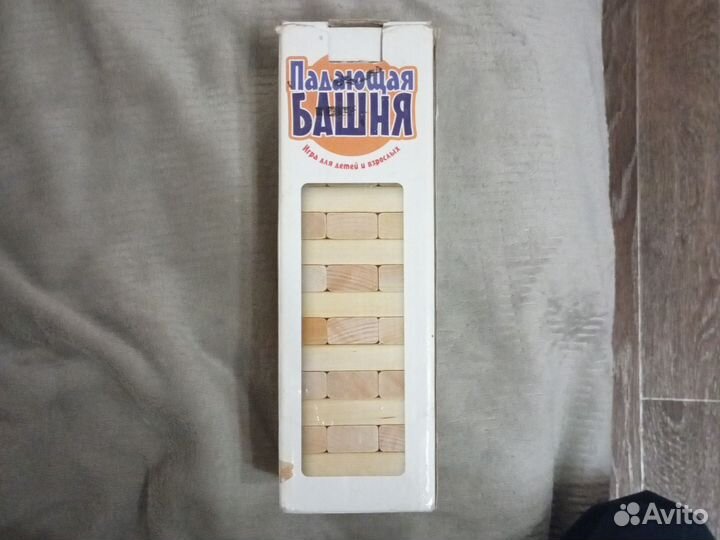 Падающая
БАШНЯ
Игра для детей и взрослых
Avito